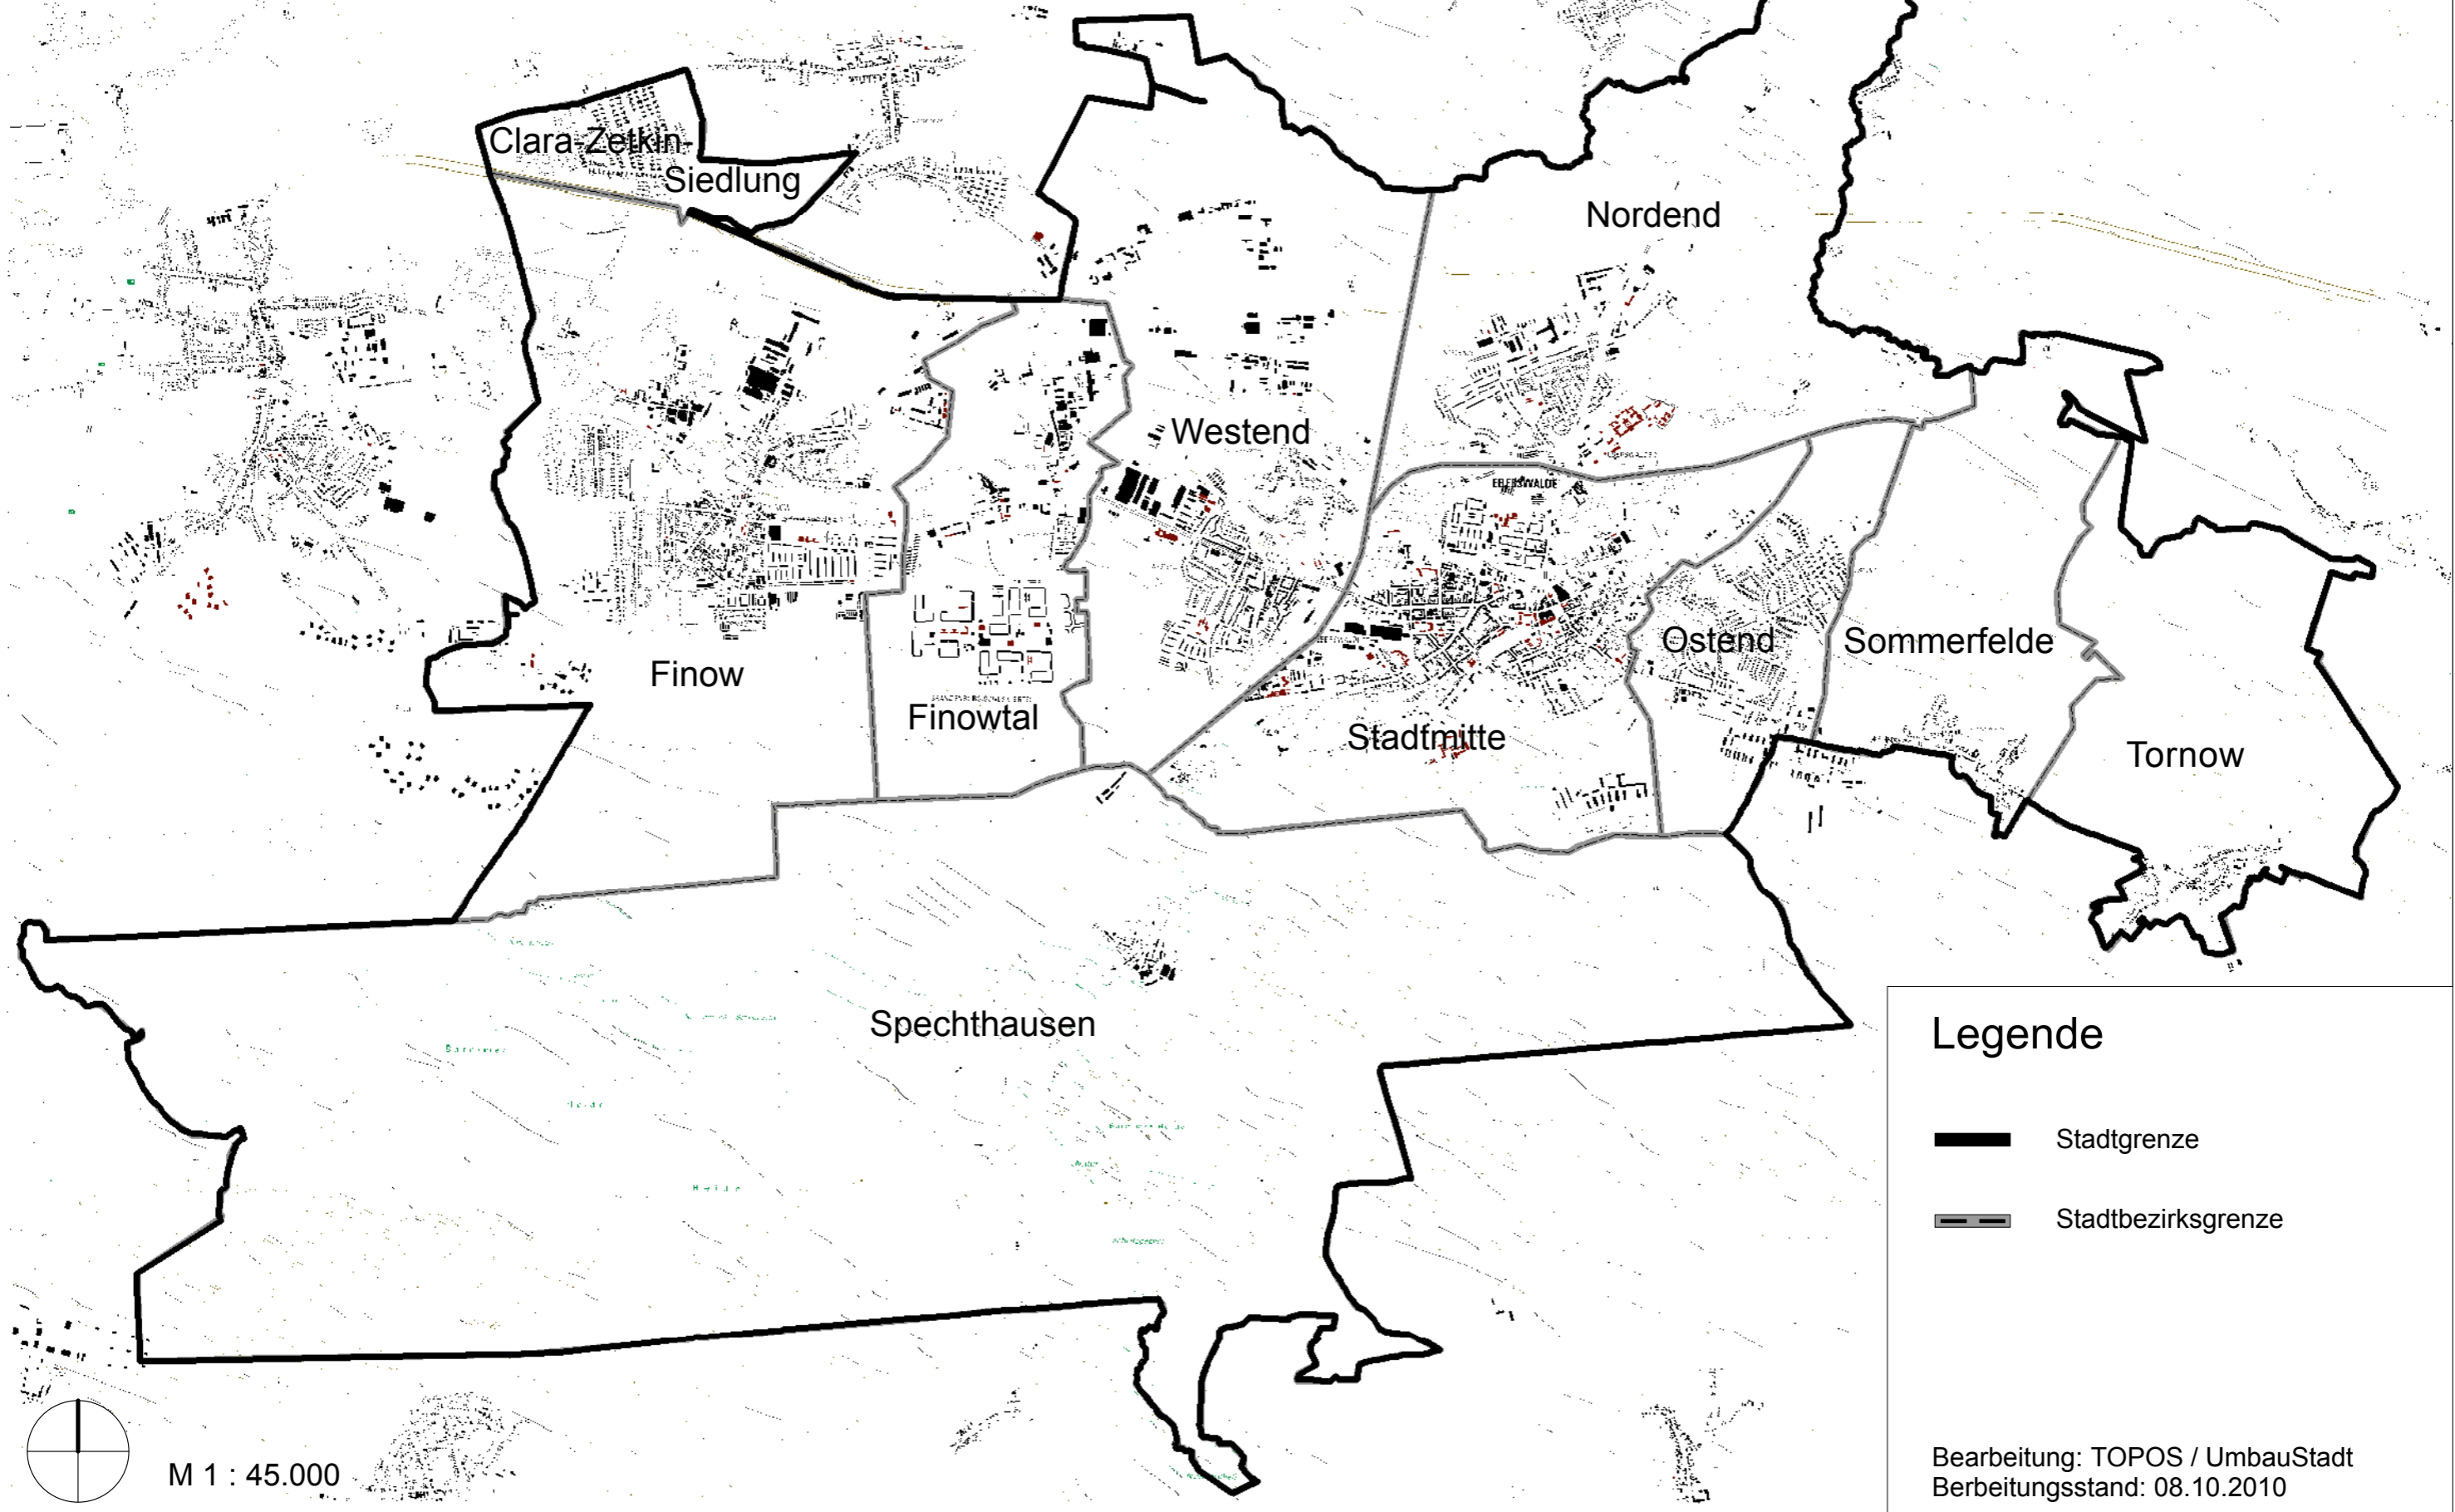 Clara-Zetkin-
Siedlung
Nordend
Westend
EBERSWALDE
Ostend
Sommerfelde
Finow
Finowtal
Stadtmitte
Tornow
Spechthausen
Legende
Stadtgrenze
Stadtbezirksgrenze
M 1 : 45.000
Bearbeitung: TOPOS / UmbauStadt
Berbeitungsstand: 08.10.2010